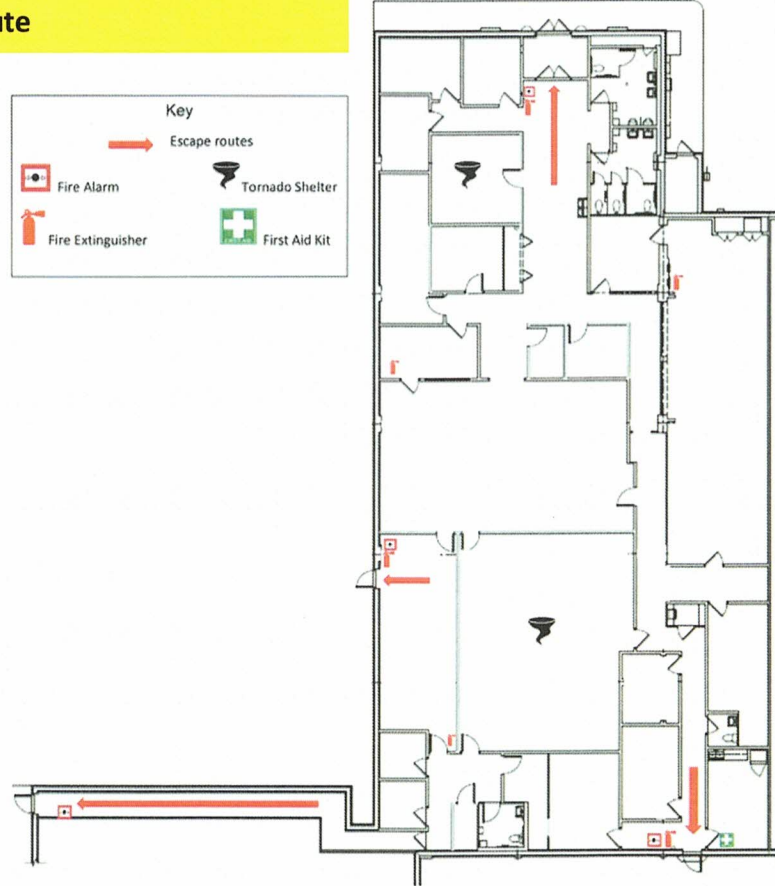 ute
Key
Escape routes
Fire Alarm
Tornado Shelter
Fire Extinguisher
First Aid Kit